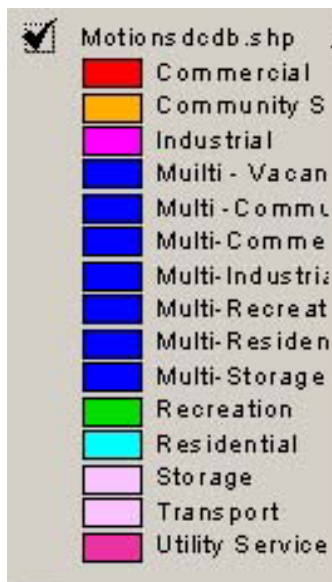 Motionsdcdb.shp
Commercial
Community S
Industrial
Muilti - Vacan
Multi -Commu
Multi-Comme
Multi-Industria
Multi-Recreat
Multi-Residen
Multi-Storage
Recreation
Residential
Storage
Transport
Utility Service